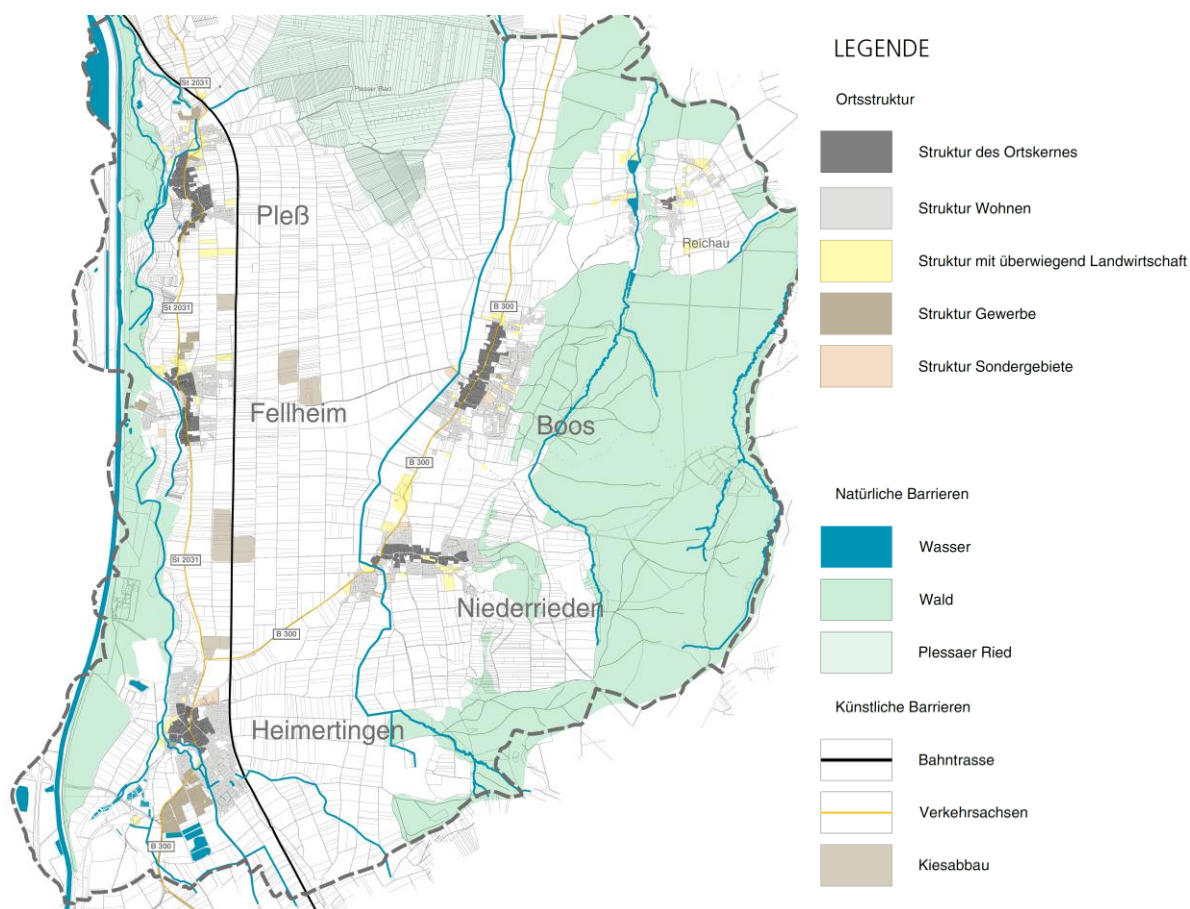 St 2031
Plessaer Ried
Pleß
Reichau
St 2031
B 300
Fellheim
Boos
B 300
St 2031
Niederrieden
B 300
Heimertingen
B 300
LEGENDE
Ortsstruktur
Struktur des Ortskernes
Struktur Wohnen
Struktur mit überwiegend Landwirtschaft
Struktur Gewerbe
Struktur Sondergebiete
Natürliche Barrieren
Wasser
Wald
Plessaer Ried
Künstliche Barrieren
Bahntrasse
Verkehrsachsen
Kiesabbau